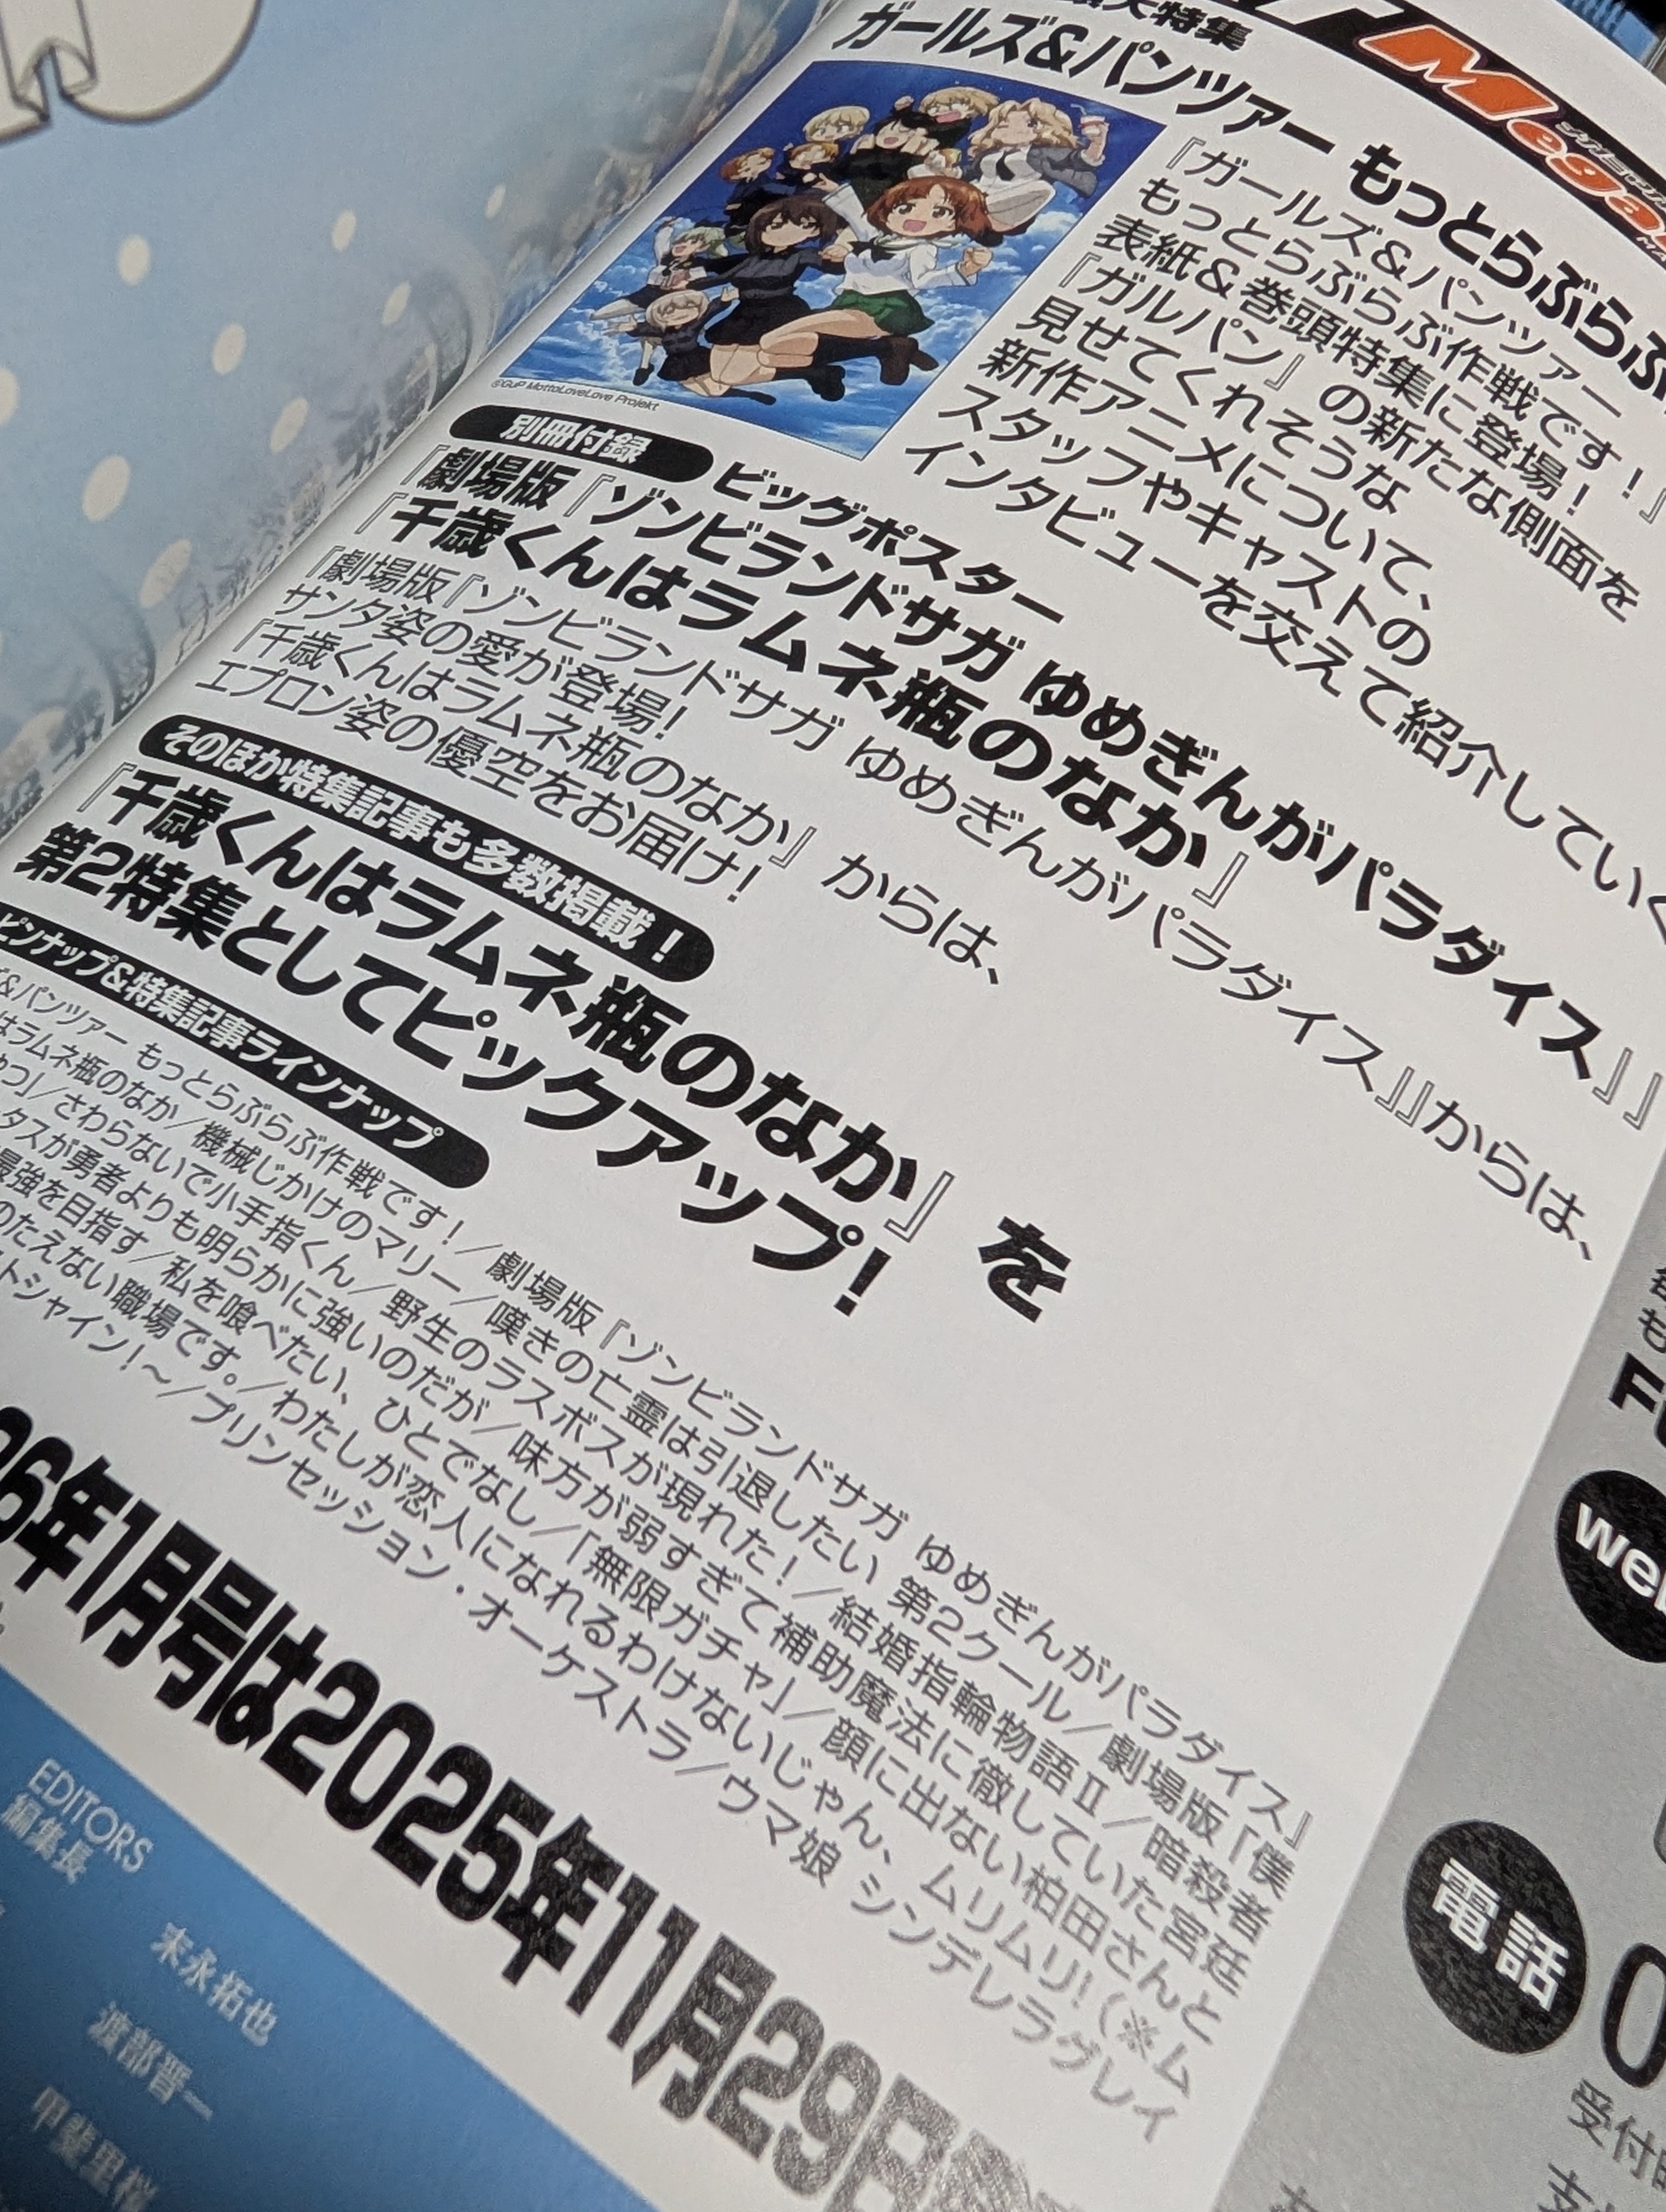 Mega
大特集
ガールズ&パンツァー もっとらぶらぶ
『ガールズ&パンツァー
もっとらぶらぶ作戦です！』
表紙&巻頭特集に登場！
『ガルパン』の新たな側面を
見せてくれそうな
新作アニメについて、
スタッフやキャストの
インタビューを交えて紹介していく
©GuP MottoLoveLove Projekt
別冊付録
ビッグポスター
『劇場版『ゾンビランドサガ ゆめぎんがパラダイス』』
『千歳くんはラムネ瓶のなか』
『劇場版『ゾンビランドサガ ゆめぎんがパラダイス』』からは、
サンタ姿の愛が登場！
『千歳くんはラムネ瓶のなか』からは、
エプロン姿の優空をお届け！
そのほか特集記事も多数掲載！
『千歳くんはラムネ瓶のなか』を
第2特集としてピックアップ！
ピンナップ&特集記事ラインナップ
&パンツァー もっとらぶらぶ作戦です！／劇場版『ゾンビランドサガ ゆめぎんがパラダイス』
はラムネ瓶のなか／機械じかけのマリー／嘆きの亡霊は引退したい 第2クール／劇場版「僕
つ」／さわらないで小手指くん／野生のラスボスが現れた！／結婚指輪物語Ⅱ／暗殺者
タスが勇者よりも明らかに強いのだが／味方が弱すぎて補助魔法に徹していた宮廷
最強を目指す／私を喰べたい、ひとでなし／「無限ガチャ」／顔に出ない柏田さんと
のたえない職場です。／わたしが恋人になれるわけないじゃん、ムリムリ!（※ム
トシャイン！～／プリンセッション・オーケストラ／ウマ娘 シンデレラグレイ
6年1月号は2025年11月29日発
EDITORS
編集長
末永拓也
渡部晋一
甲斐里桜
we
電話
0
受付